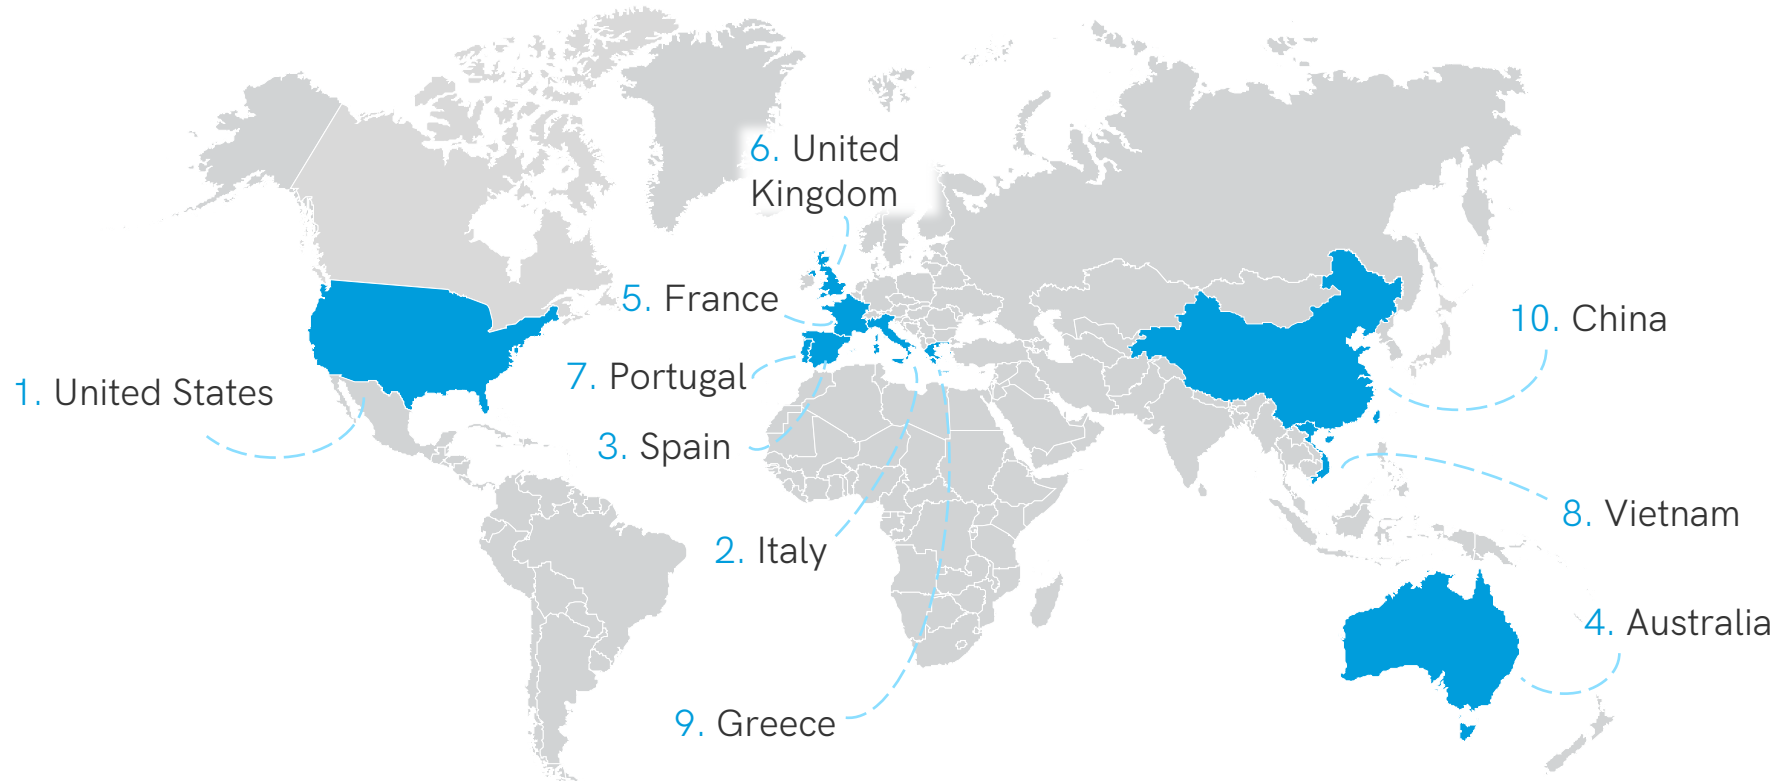 6. United
Kingdom
5. France
10. China
7. Portugal
1. United States
3. Spain
8. Vietnam
2. Italy
4. Australia
9. Greece